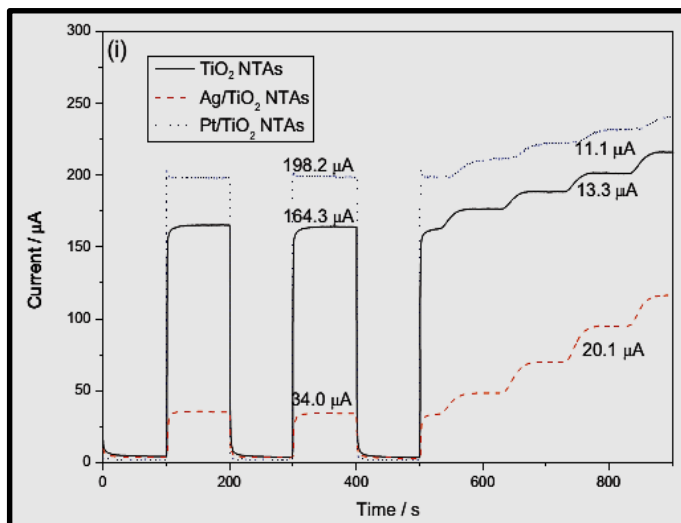 (i)
TiO₂ NTAs
Ag/TiO₂ NTAs
Pt/TiO₂ NTAs
300
250
200
150
100
50
0
Current / μA
198.2 μA
164.3 μA
34.0 μA
11.1 μA
13.3 μA
20.1 μA
0 200 400 600 800
Time / s